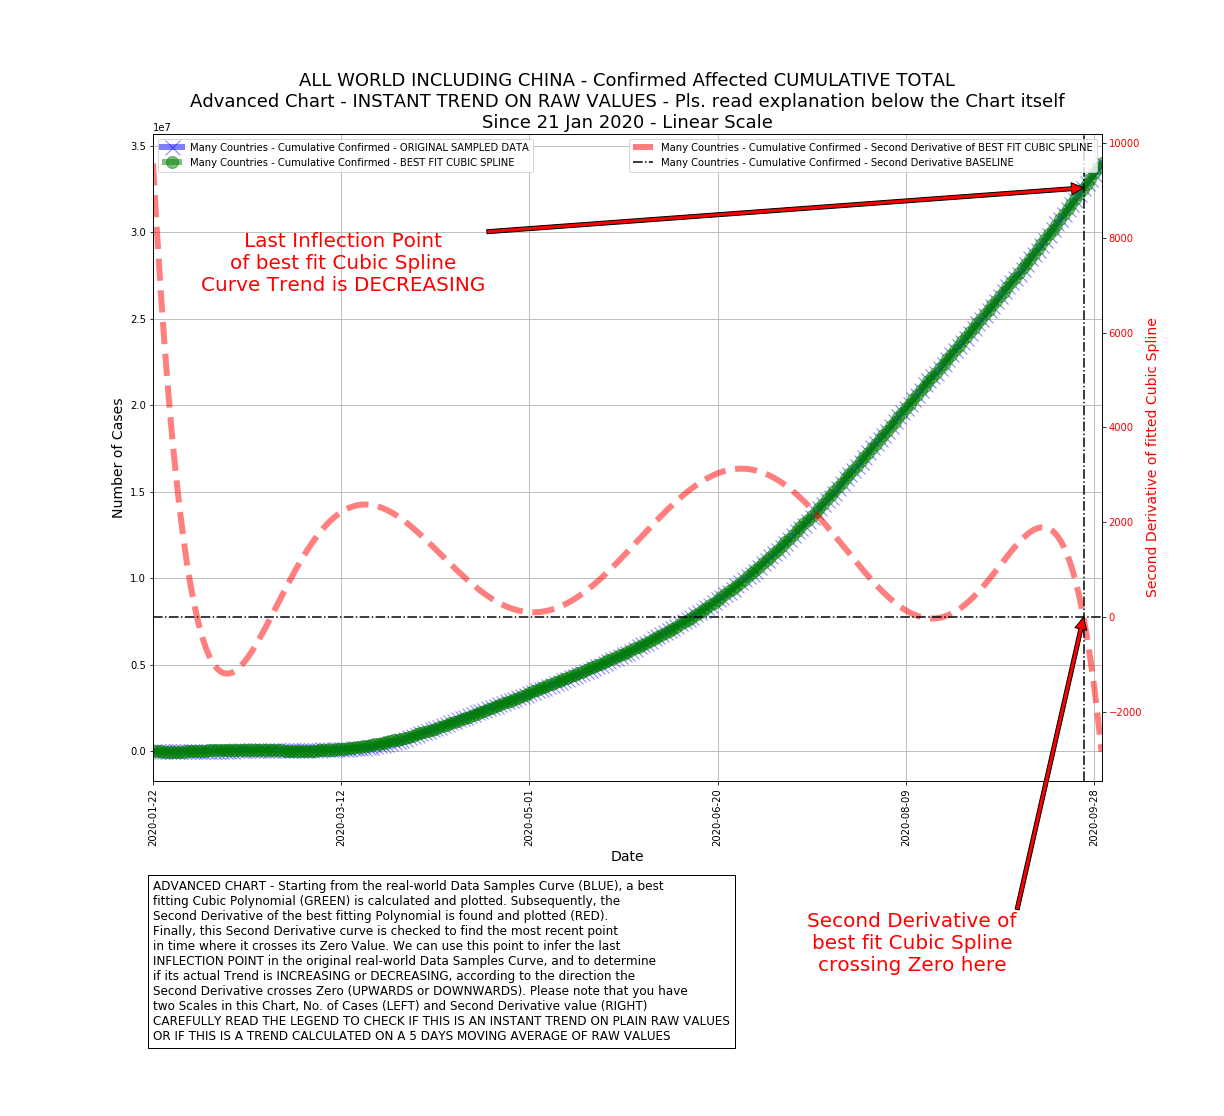 ALL WORLD INCLUDING CHINA - Confirmed Affected CUMULATIVE TOTAL
Advanced Chart - INSTANT TREND ON RAW VALUES - Pls. read explanation below the Chart itself
Since 21 Jan 2020 - Linear Scale
1e7
Many Countries - Cumulative Confirmed - ORIGINAL SAMPLED DATA
Many Countries - Cumulative Confirmed - BEST FIT CUBIC SPLINE
Many Countries - Cumulative Confirmed - Second Derivative of BEST FIT CUBIC SPLINE
Many Countries - Cumulative Confirmed - Second Derivative BASELINE
3.5
3.0
2.5
2.0
1.5
1.0
0.5
0.0
Number of Cases
Last Inflection Point
of best fit Cubic Spline
Curve Trend is DECREASING
10000
8000
6000
4000
2000
0
−2000
Second Derivative of fitted Cubic Spline
2020-01-22
2020-03-12
2020-05-01
2020-06-20
2020-08-09
2020-09-28
Date
ADVANCED CHART - Starting from the real-world Data Samples Curve (BLUE), a best
fitting Cubic Polynomial (GREEN) is calculated and plotted. Subsequently, the
Second Derivative of the best fitting Polynomial is found and plotted (RED).
Finally, this Second Derivative curve is checked to find the most recent point
in time where it crosses its Zero Value. We can use this point to infer the last
INFLECTION POINT in the original real-world Data Samples Curve, and to determine
if its actual Trend is INCREASING or DECREASING, according to the direction the
Second Derivative crosses Zero (UPWARDS or DOWNWARDS). Please note that you have
two Scales in this Chart, No. of Cases (LEFT) and Second Derivative value (RIGHT)
CAREFULLY READ THE LEGEND TO CHECK IF THIS IS AN INSTANT TREND ON PLAIN RAW VALUES
OR IF THIS IS A TREND CALCULATED ON A 5 DAYS MOVING AVERAGE OF RAW VALUES
Second Derivative of
best fit Cubic Spline
crossing Zero here